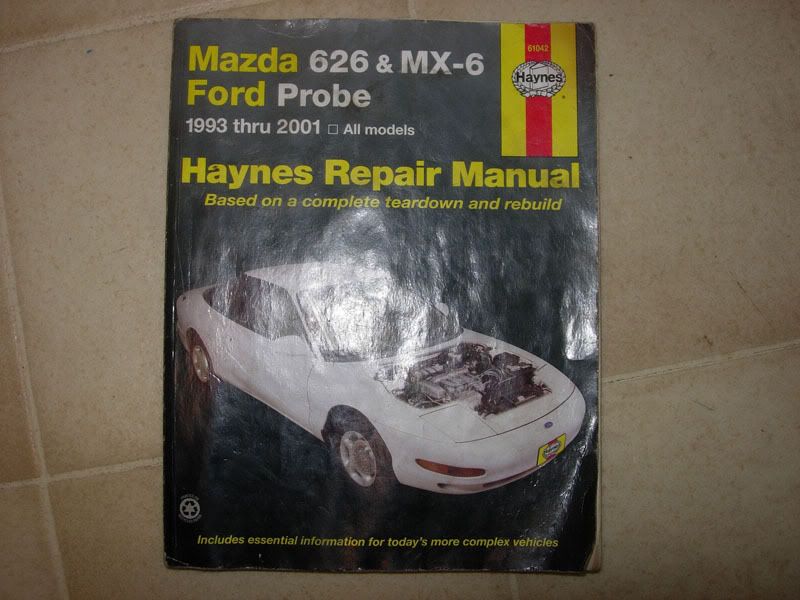 Mazda 626 & MX-6
Ford Probe
1993 thru 2001 □ All models
61042
Haynes
Haynes Repair Manual
Based on a complete teardown and rebuild
Haynes
Includes essential information for today's more complex vehicles